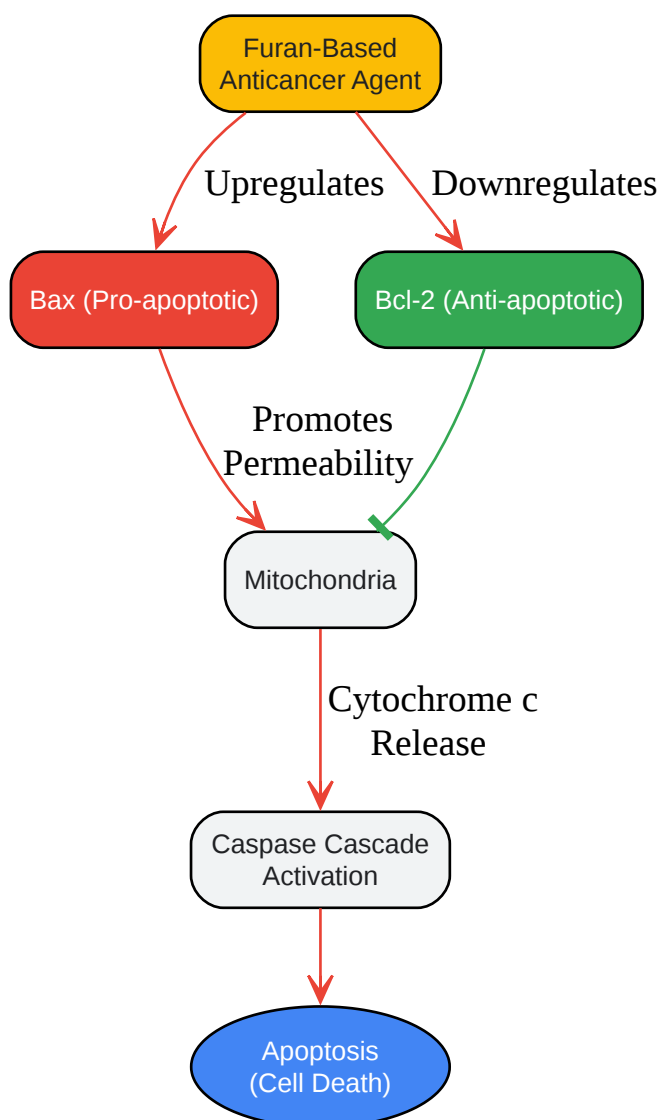 Furan-Based
Anticancer Agent
Upregulates
Downregulates
Bax (Pro-apoptotic)
Bcl-2 (Anti-apoptotic)
Promotes
Permeability
Mitochondria
Cytochrome c
Release
Caspase Cascade
Activation
Apoptosis
(Cell Death)